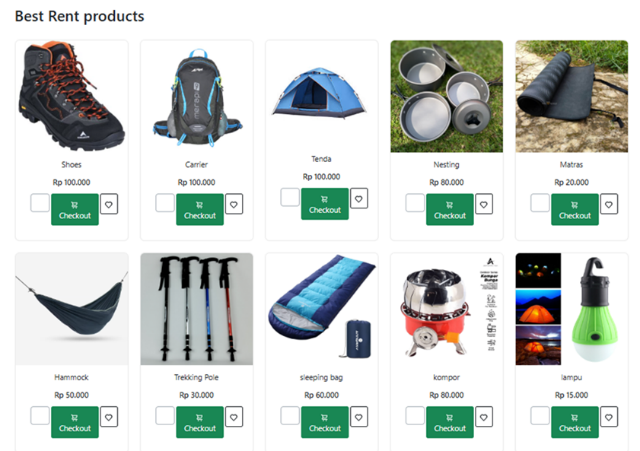 Best Rent products
Shoes
Rp 100.000
Checkout
Carrier
Rp 100.000
Checkout
Tenda
Rp 100.000
Checkout
Nesting
Rp 80.000
Checkout
Matras
Rp 20.000
Checkout
Hammock
Rp 50.000
Checkout
Trekking Pole
Rp 30.000
Checkout
sleeping bag
Rp 60.000
Checkout
kompor
Rp 80.000
Checkout
lampu
Rp 15.000
Checkout